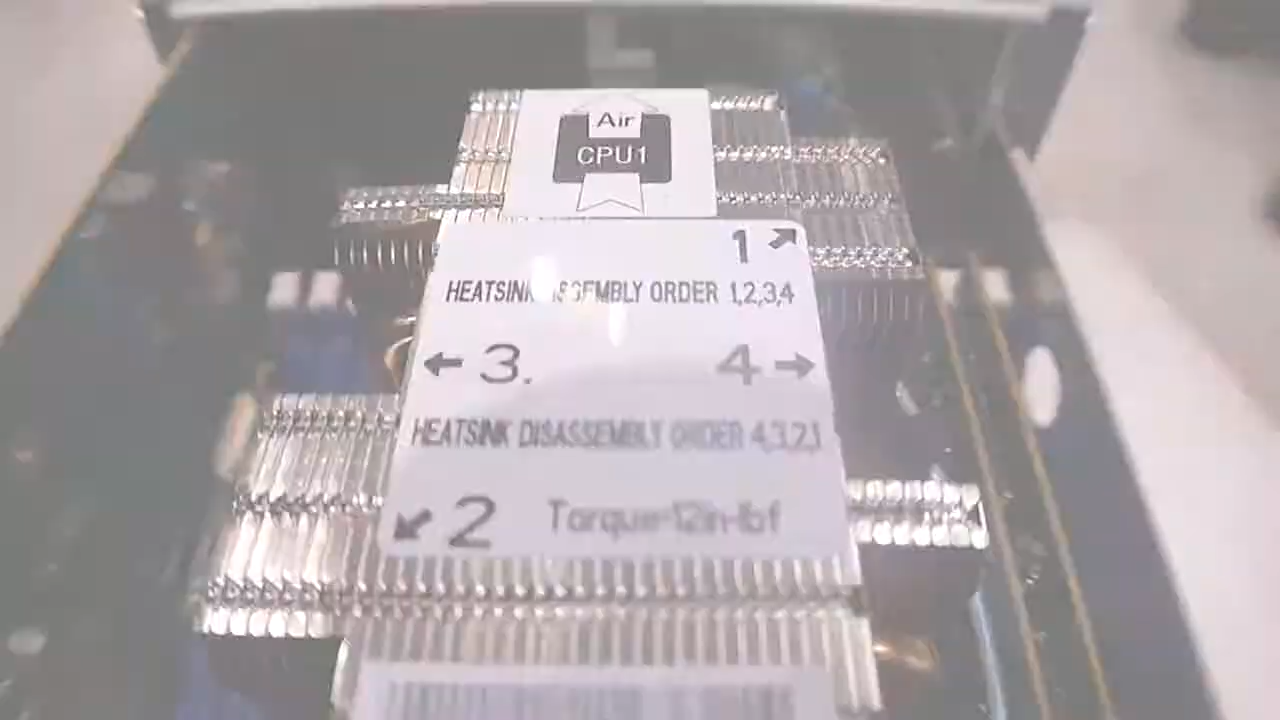 Air
CPU1
1
HEATSINK ASSEMBLY ORDER 1,2,3,4
3. 4
HEATSINK DISASSEMBLY ORDER 4,3,2,1
2 Torque=12in-lbf